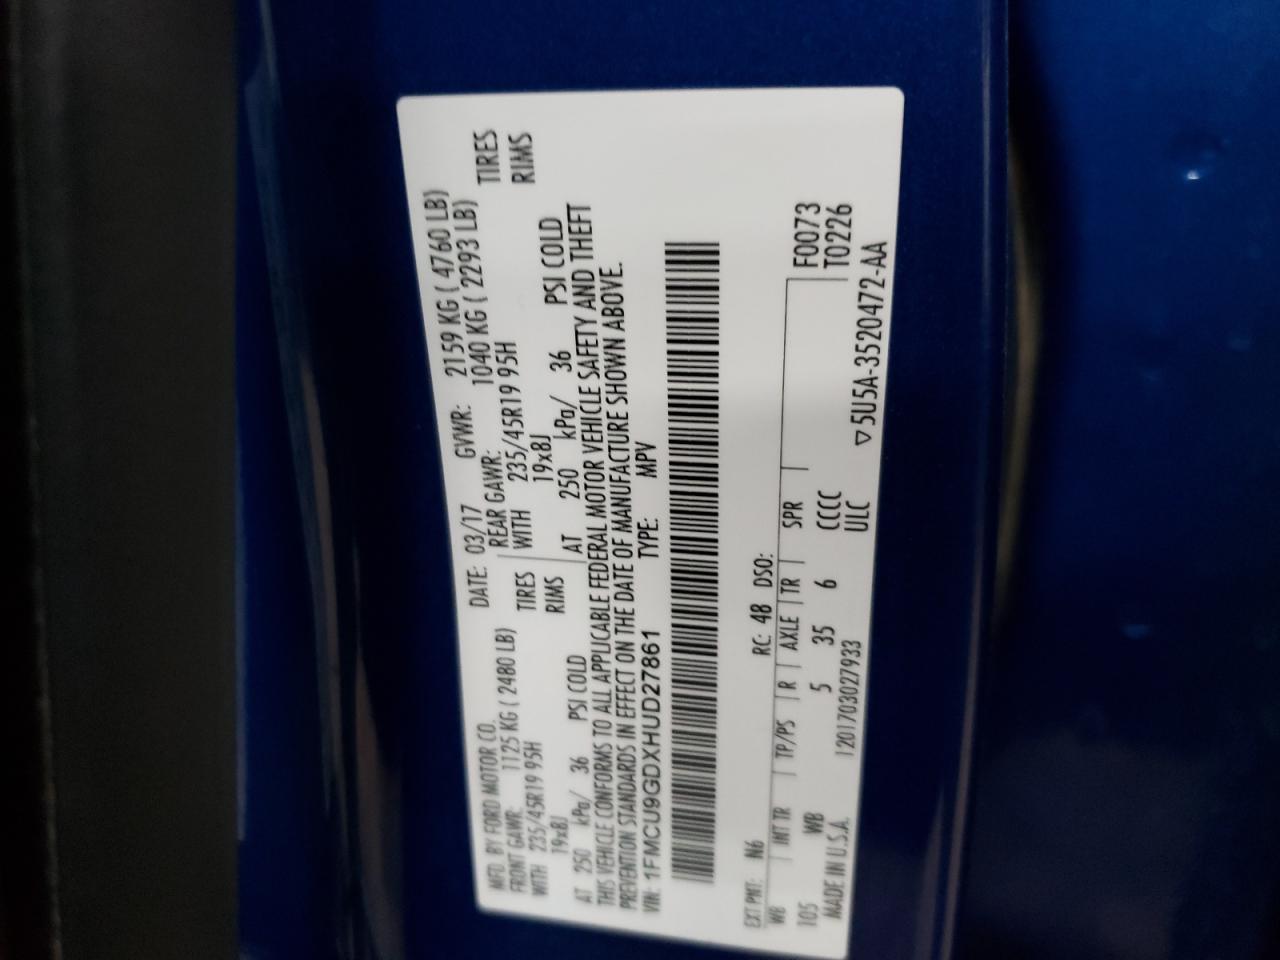 MFD. BY FORD MOTOR CO.
DATE: 03/17 GVWR: 2159 KG ( 4760 LB)
FRONT GAWR: 1125 KG ( 2480 LB) REAR GAWR: 1040 KG ( 2293 LB)
WITH 235/45R19 95H TIRES WITH 235/45R19 95H TIRES
19x8J RIMS 19x8J RIMS
AT 250 kPa/ 36 PSI COLD AT 250 kPa/ 36 PSI COLD
THIS VEHICLE CONFORMS TO ALL APPLICABLE FEDERAL MOTOR VEHICLE SAFETY AND THEFT
PREVENTION STANDARDS IN EFFECT ON THE DATE OF MANUFACTURE SHOWN ABOVE.
VIN: 1FMCU9GDXHUD27861 TYPE: MPV
EXT PNT: N6 RC: 48 DSO:
WB INT TR TP/PS R AXLE TR SPR F0073
105 WB 5 35 6 CCCC T0226
MADE IN U.S.A. 1201703027933 ULC 5U5A-3520472-AA